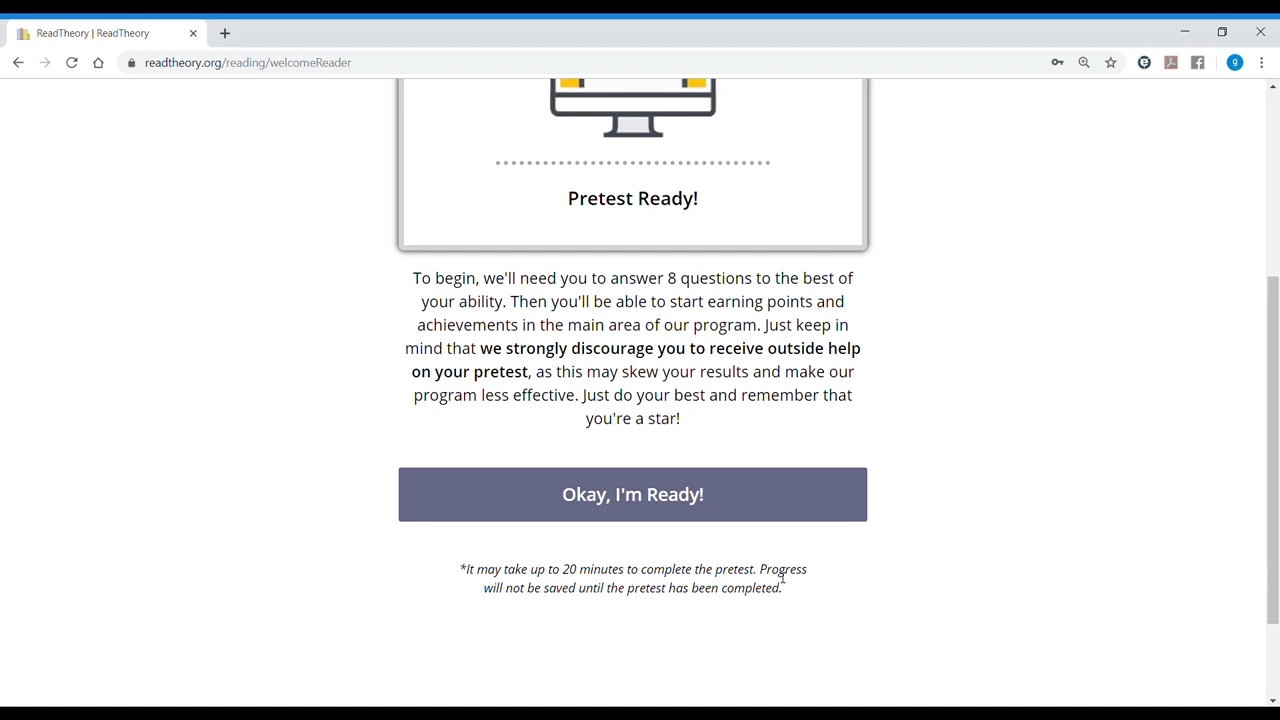 ReadTheory | ReadTheory
readtheory.org/reading/welcomeReader
g
Pretest Ready!
To begin, we'll need you to answer 8 questions to the best of
your ability. Then you'll be able to start earning points and
achievements in the main area of our program. Just keep in
mind that we strongly discourage you to receive outside help
on your pretest, as this may skew your results and make our
program less effective. Just do your best and remember that
you're a star!
Okay, I'm Ready!
*It may take up to 20 minutes to complete the pretest. Progress
will not be saved until the pretest has been completed.